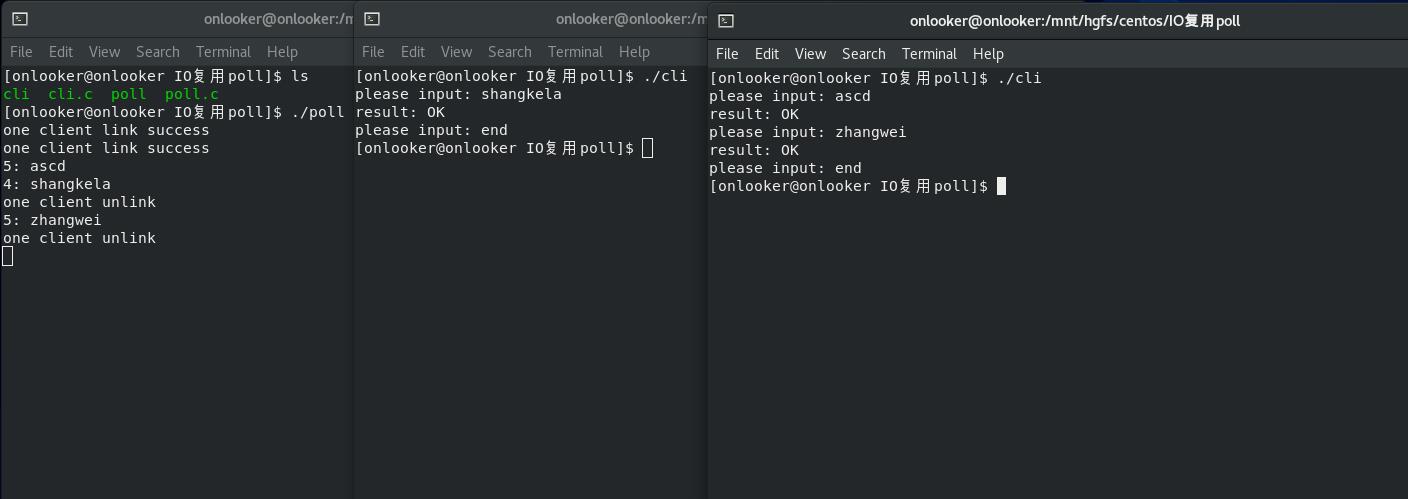 onlooker@onlooker:/m
File Edit View Search Terminal Help
[onlooker@onlooker IO复用poll]$ ls
cli cli.c poll poll.c
[onlooker@onlooker IO复用poll]$ ./poll
one client link success
one client link success
5: ascd
4: shangkela
one client unlink
5: zhangwei
one client unlink
onlooker@onlooker:/m
File Edit View Search Terminal Help
[onlooker@onlooker IO复用poll]$ ./cli
please input: shangkela
result: OK
please input: end
[onlooker@onlooker IO复用poll]$
onlooker@onlooker:/mnt/hgfs/centos/IO复用poll
File Edit View Search Terminal Help
[onlooker@onlooker IO复用poll]$ ./cli
please input: ascd
result: OK
please input: zhangwei
result: OK
please input: end
[onlooker@onlooker IO复用poll]$